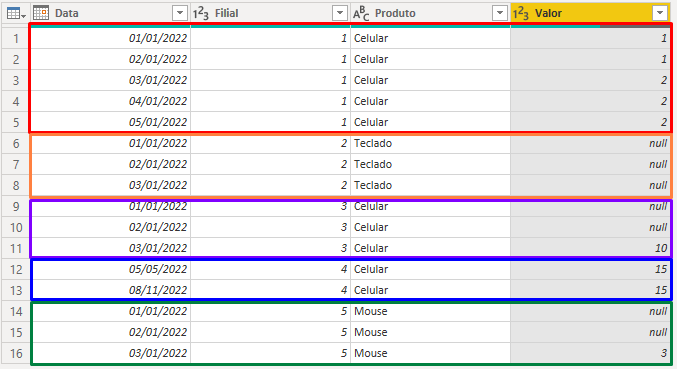 Data 1²3 Filial ABC Produto 1²3 Valor
1 01/01/2022 1 Celular 1
2 02/01/2022 1 Celular 1
3 03/01/2022 1 Celular 2
4 04/01/2022 1 Celular 2
5 05/01/2022 1 Celular 2
6 01/01/2022 2 Teclado null
7 02/01/2022 2 Teclado null
8 03/01/2022 2 Teclado null
9 01/01/2022 3 Celular null
10 02/01/2022 3 Celular null
11 03/01/2022 3 Celular 10
12 05/05/2022 4 Celular 15
13 08/11/2022 4 Celular 15
14 01/01/2022 5 Mouse null
15 02/01/2022 5 Mouse null
16 03/01/2022 5 Mouse 3